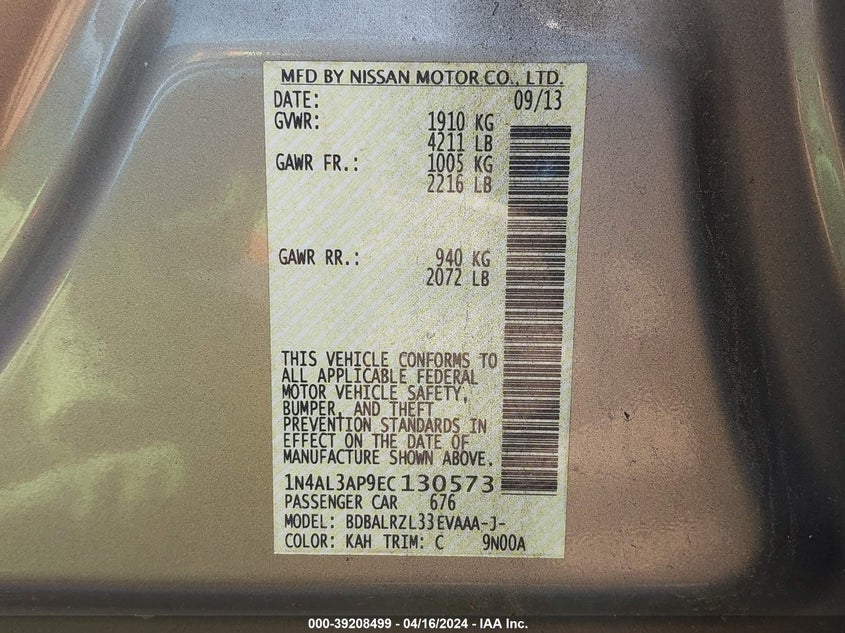 MFD BY NISSAN MOTOR CO., LTD.
DATE: 09/13
GVWR: 1910 KG
4211 LB
GAWR FR.: 1005 KG
2216 LB
GAWR RR.: 940 KG
2072 LB
THIS VEHICLE CONFORMS TO
ALL APPLICABLE FEDERAL
MOTOR VEHICLE SAFETY,
BUMPER, AND THEFT
PREVENTION STANDARDS IN
EFFECT ON THE DATE OF
MANUFACTURE SHOWN ABOVE.
1N4AL3AP9EC130573
PASSENGER CAR 676
MODEL: BDBALRZL33EVAAA-J-
COLOR: KAH TRIM: C 9N00A
000-39208499 - 04/16/2024 - IAA Inc.